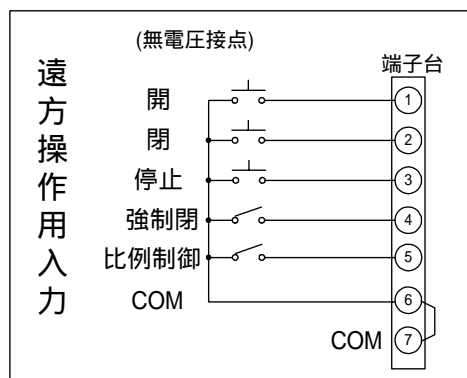 (無電圧接点)
端子台
遠方操作用入力
開 1
閉 2
停止 3
強制閉 4
比例制御 5
COM 6
COM 7